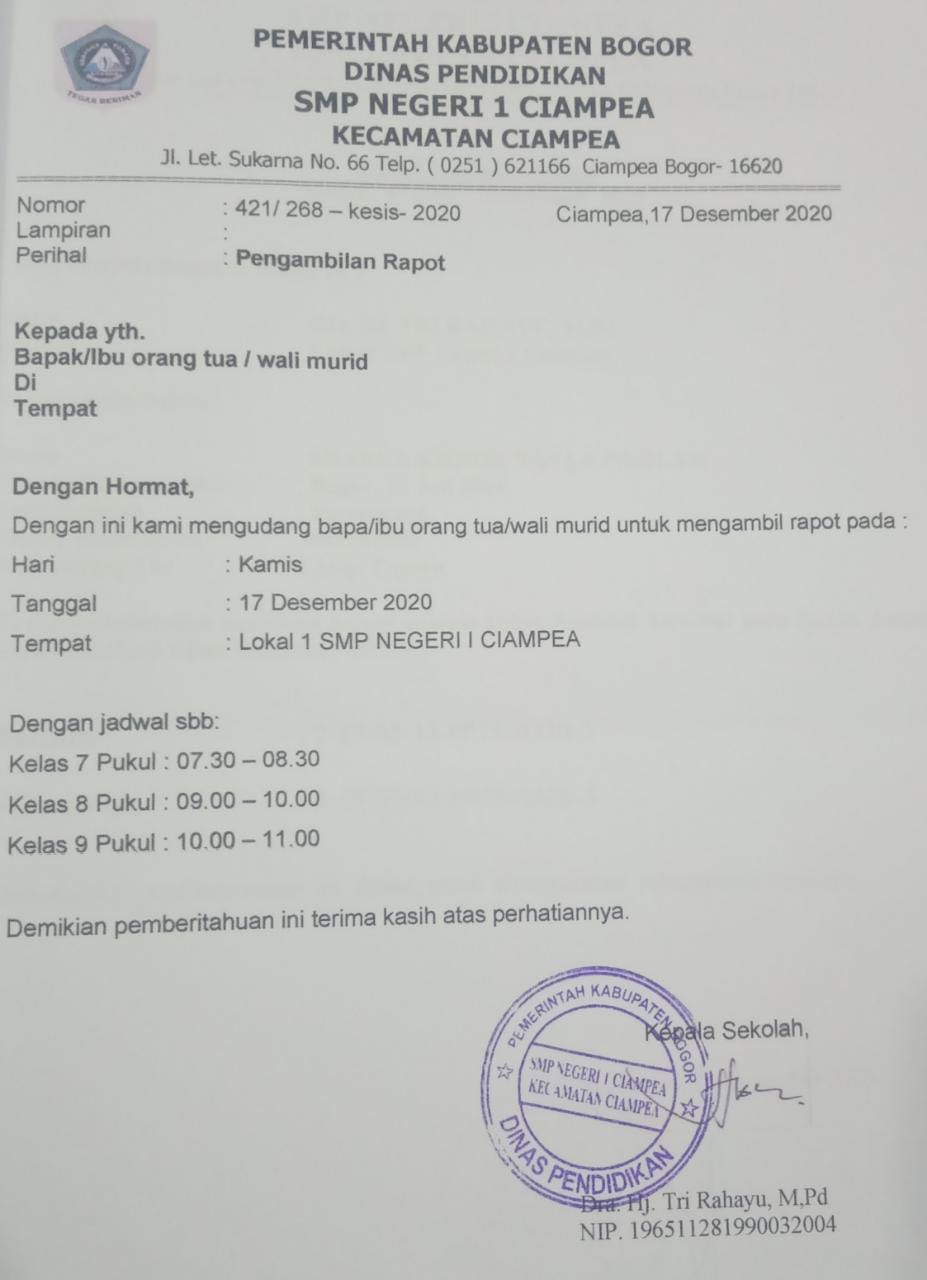 TEGAR BERIMAN
PEMERINTAH KABUPATEN BOGOR
DINAS PENDIDIKAN
SMP NEGERI 1 CIAMPEA
KECAMATAN CIAMPEA
Jl. Let. Sukarna No. 66 Telp. ( 0251 ) 621166 Ciampea Bogor- 16620
Nomor : 421/ 268 – kesis- 2020 Ciampea,17 Desember 2020
Lampiran :
Perihal : Pengambilan Rapot
Kepada yth.
Bapak/Ibu orang tua / wali murid
Di
Tempat
Dengan Hormat,
Dengan ini kami mengudang bapa/ibu orang tua/wali murid untuk mengambil rapot pada :
Hari : Kamis
Tanggal : 17 Desember 2020
Tempat : Lokal 1 SMP NEGERI I CIAMPEA
Dengan jadwal sbb:
Kelas 7 Pukul : 07.30 – 08.30
Kelas 8 Pukul : 09.00 – 10.00
Kelas 9 Pukul : 10.00 – 11.00
Demikian pemberitahuan ini terima kasih atas perhatiannya.
Kepala Sekolah,
PEMERINTAH KABUPATEN BOGOR
SMP NEGERI I CIAMPEA
KECAMATAN CIAMPEA
DINAS PENDIDIKAN
Dra. Hj. Tri Rahayu, M,Pd
NIP. 196511281990032004